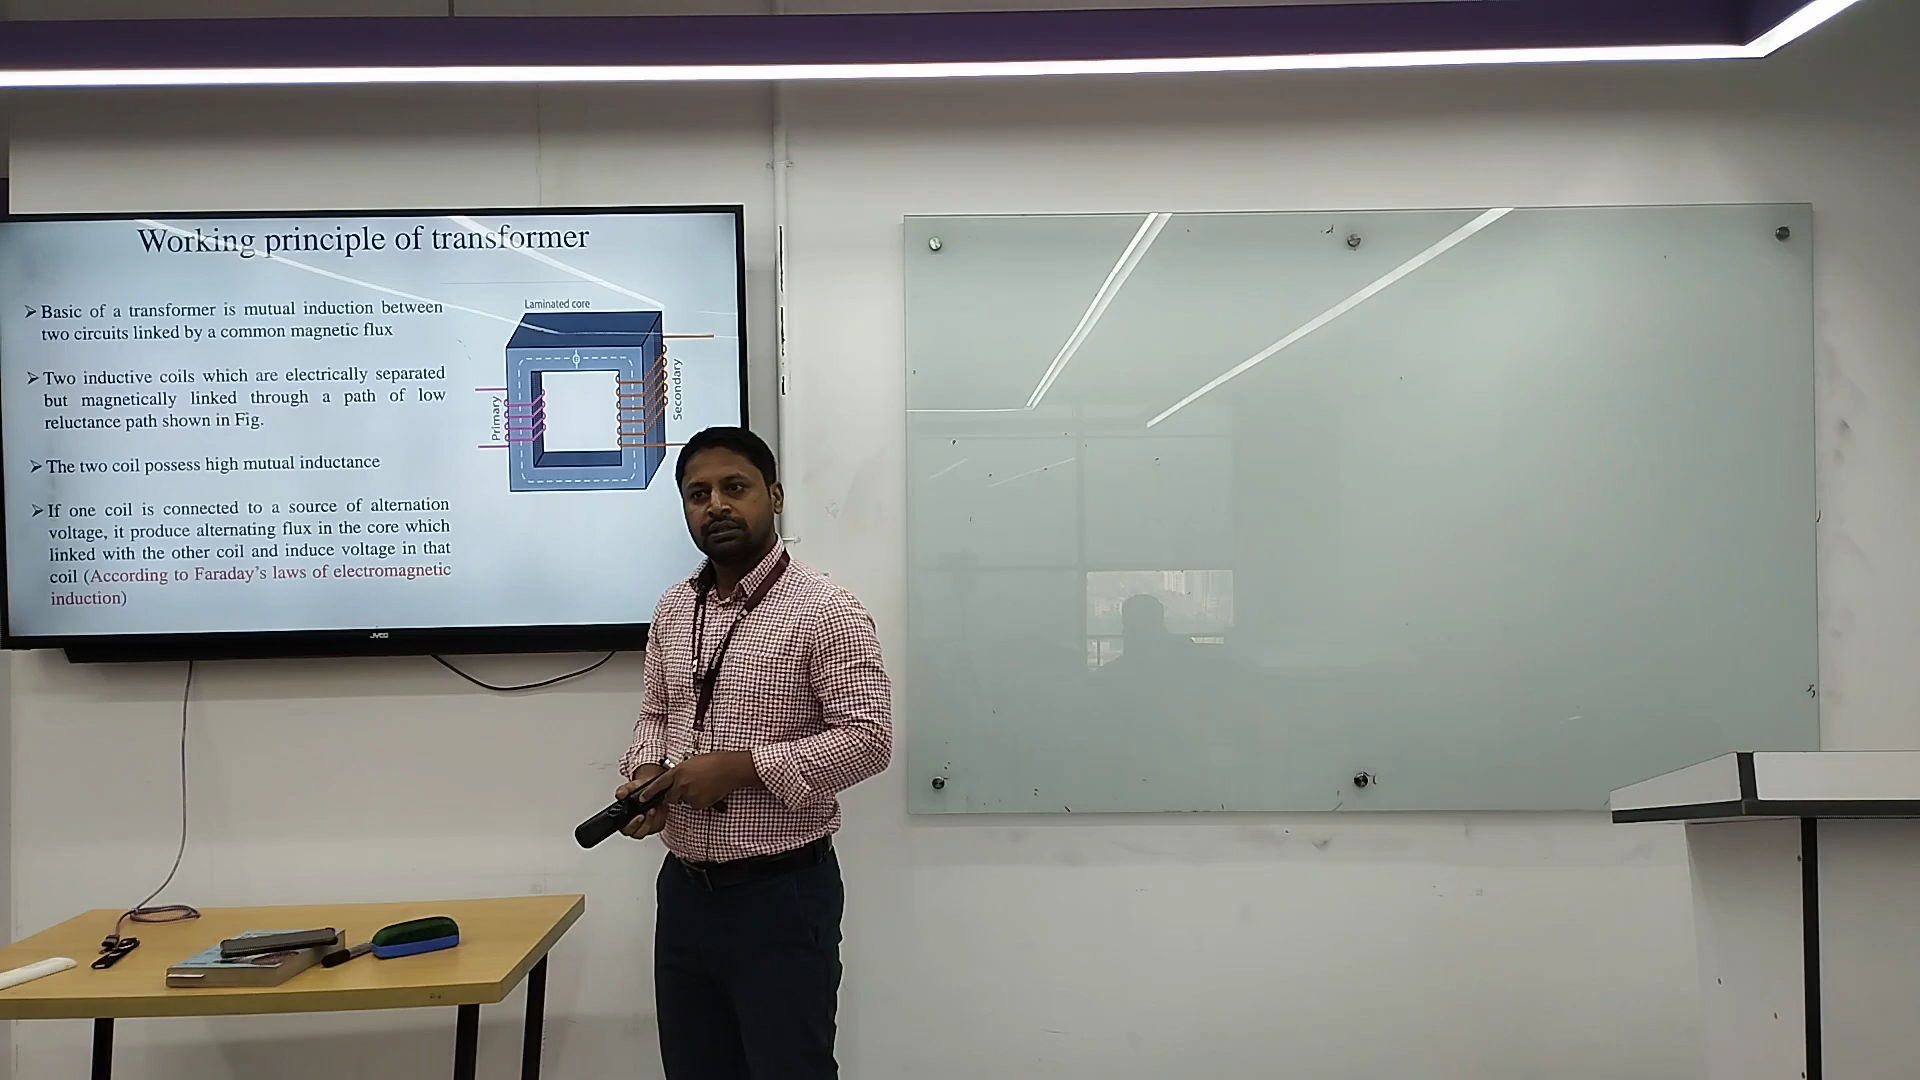 Working principle of transformer
➢ Basic of a transformer is mutual induction between
two circuits linked by a common magnetic flux
➢ Two inductive coils which are electrically separated
but magnetically linked through a path of low
reluctance path shown in Fig.
➢ The two coil possess high mutual inductance
➢ If one coil is connected to a source of alternation
voltage, it produce alternating flux in the core which
linked with the other coil and induce voltage in that
coil (According to Faraday's laws of electromagnetic
induction)
Laminated core
Primary
Secondary
JVCO